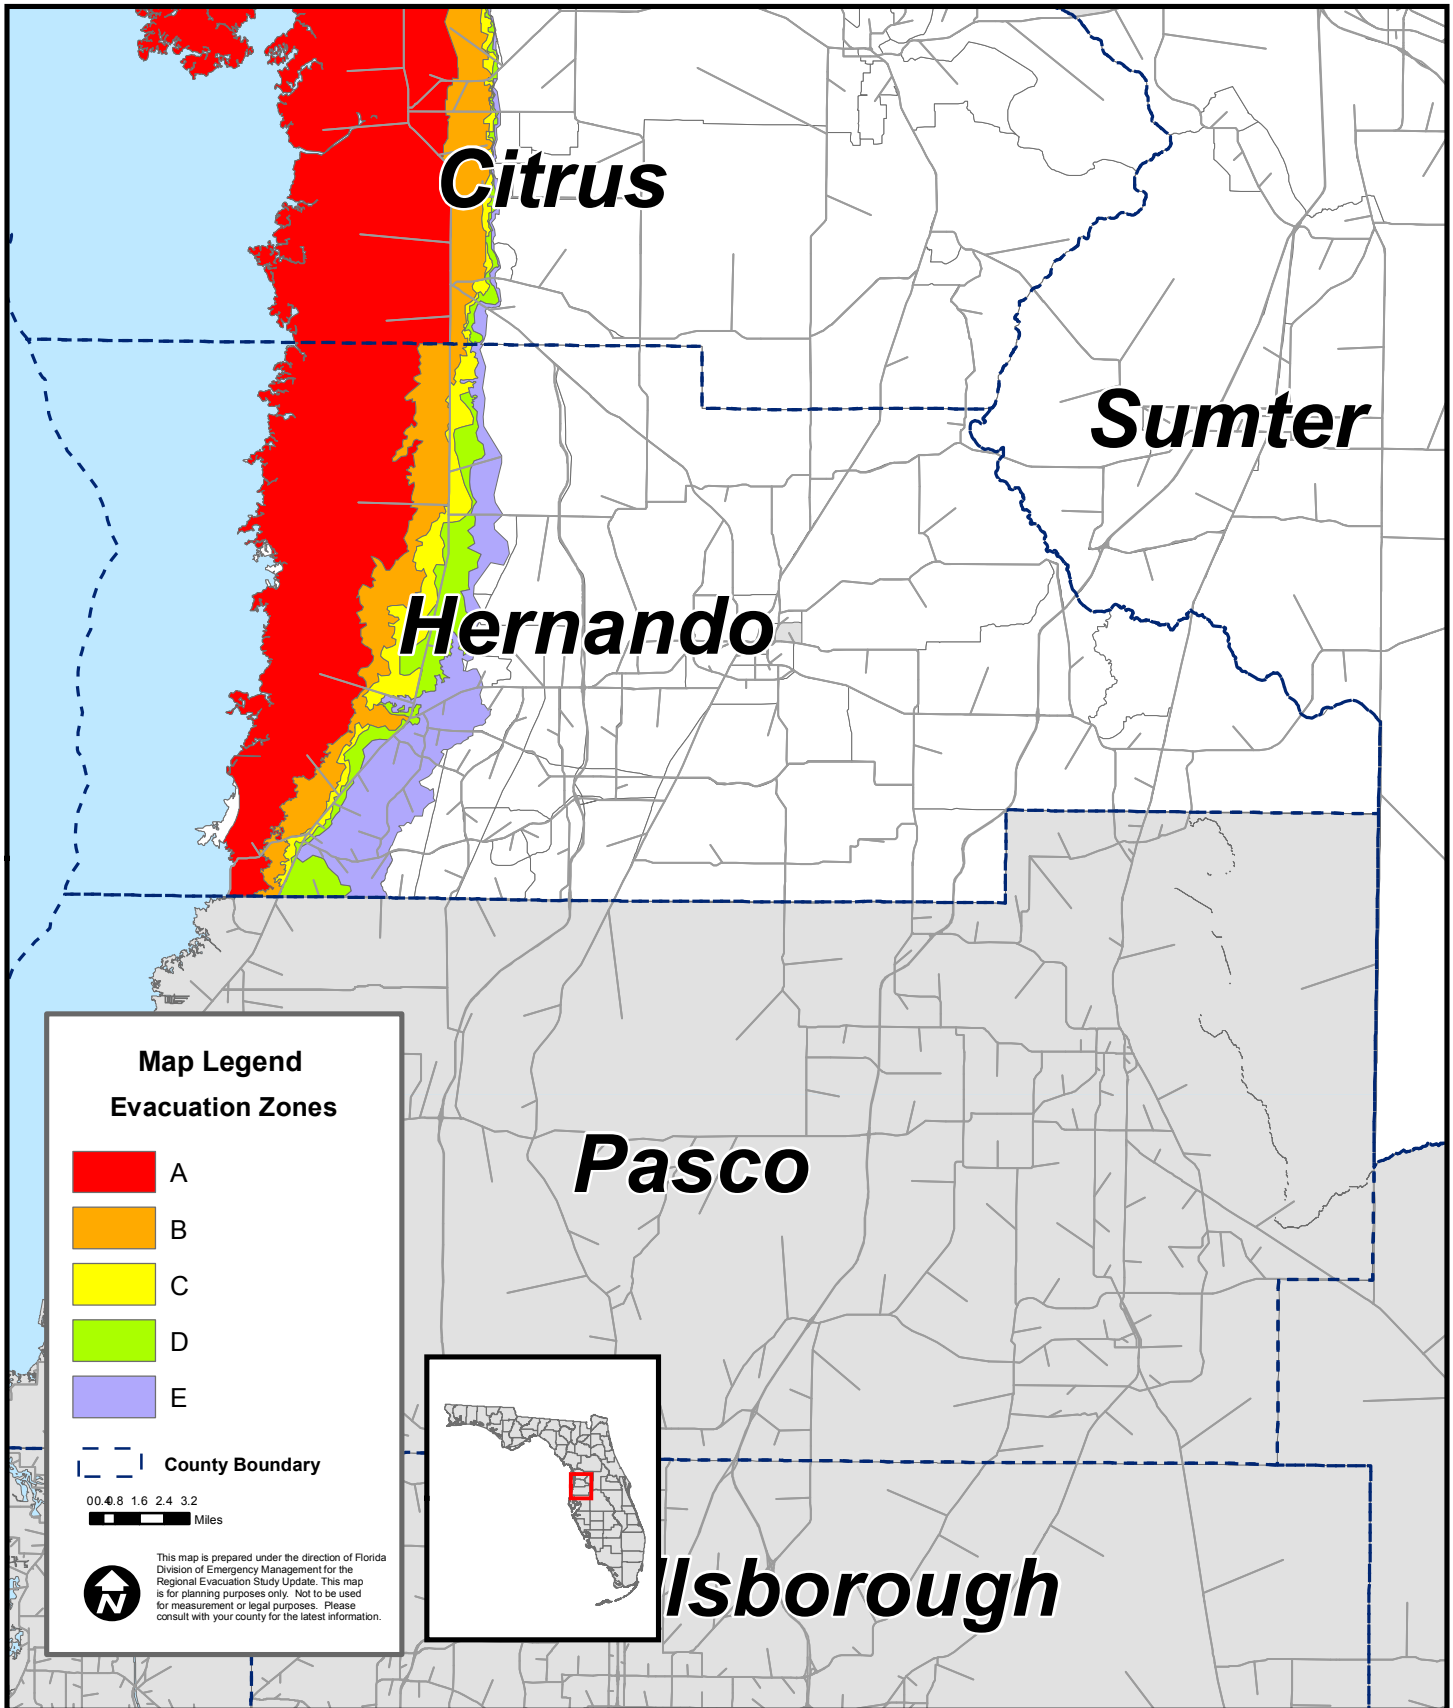 Citrus
Sumter
Hernando
Map Legend
Evacuation Zones
A
B
C
D
E
County Boundary
00.40.8 1.6 2.4 3.2
Miles
N
This map is prepared under the direction of Florida
Division of Emergency Management for the
Regional Evacuation Study Update. This map
is for planning purposes only. Not to be used
for measurement or legal purposes. Please
consult with your county for the latest information.
Pasco
llsborough